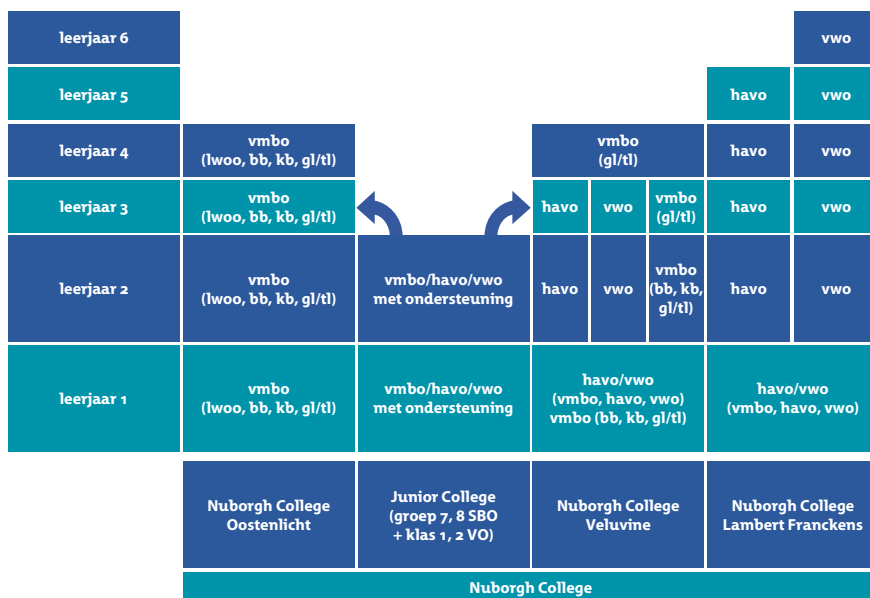 leerjaar 6
vwo
leerjaar 5
havo
vwo
leerjaar 4
vmbo
(lwoo, bb, kb, gl/tl)
vmbo
(gl/tl)
havo
vwo
leerjaar 3
vmbo
(lwoo, bb, kb, gl/tl)
havo
vwo
vmbo
(gl/tl)
havo
vwo
leerjaar 2
vmbo
(lwoo, bb, kb, gl/tl)
vmbo/havo/vwo
met ondersteuning
havo
vwo
vmbo
(bb, kb,
gl/tl)
havo
vwo
leerjaar 1
vmbo
(lwoo, bb, kb, gl/tl)
vmbo/havo/vwo
met ondersteuning
havo/vwo
(vmbo, havo, vwo)
vmbo (bb, kb, gl/tl)
havo/vwo
(vmbo, havo, vwo)
Nuborgh College
Oostenlicht
Junior College
(groep 7, 8 SBO
+ klas 1, 2 VO)
Nuborgh College
Veluvine
Nuborgh College
Lambert Franckens
Nuborgh College